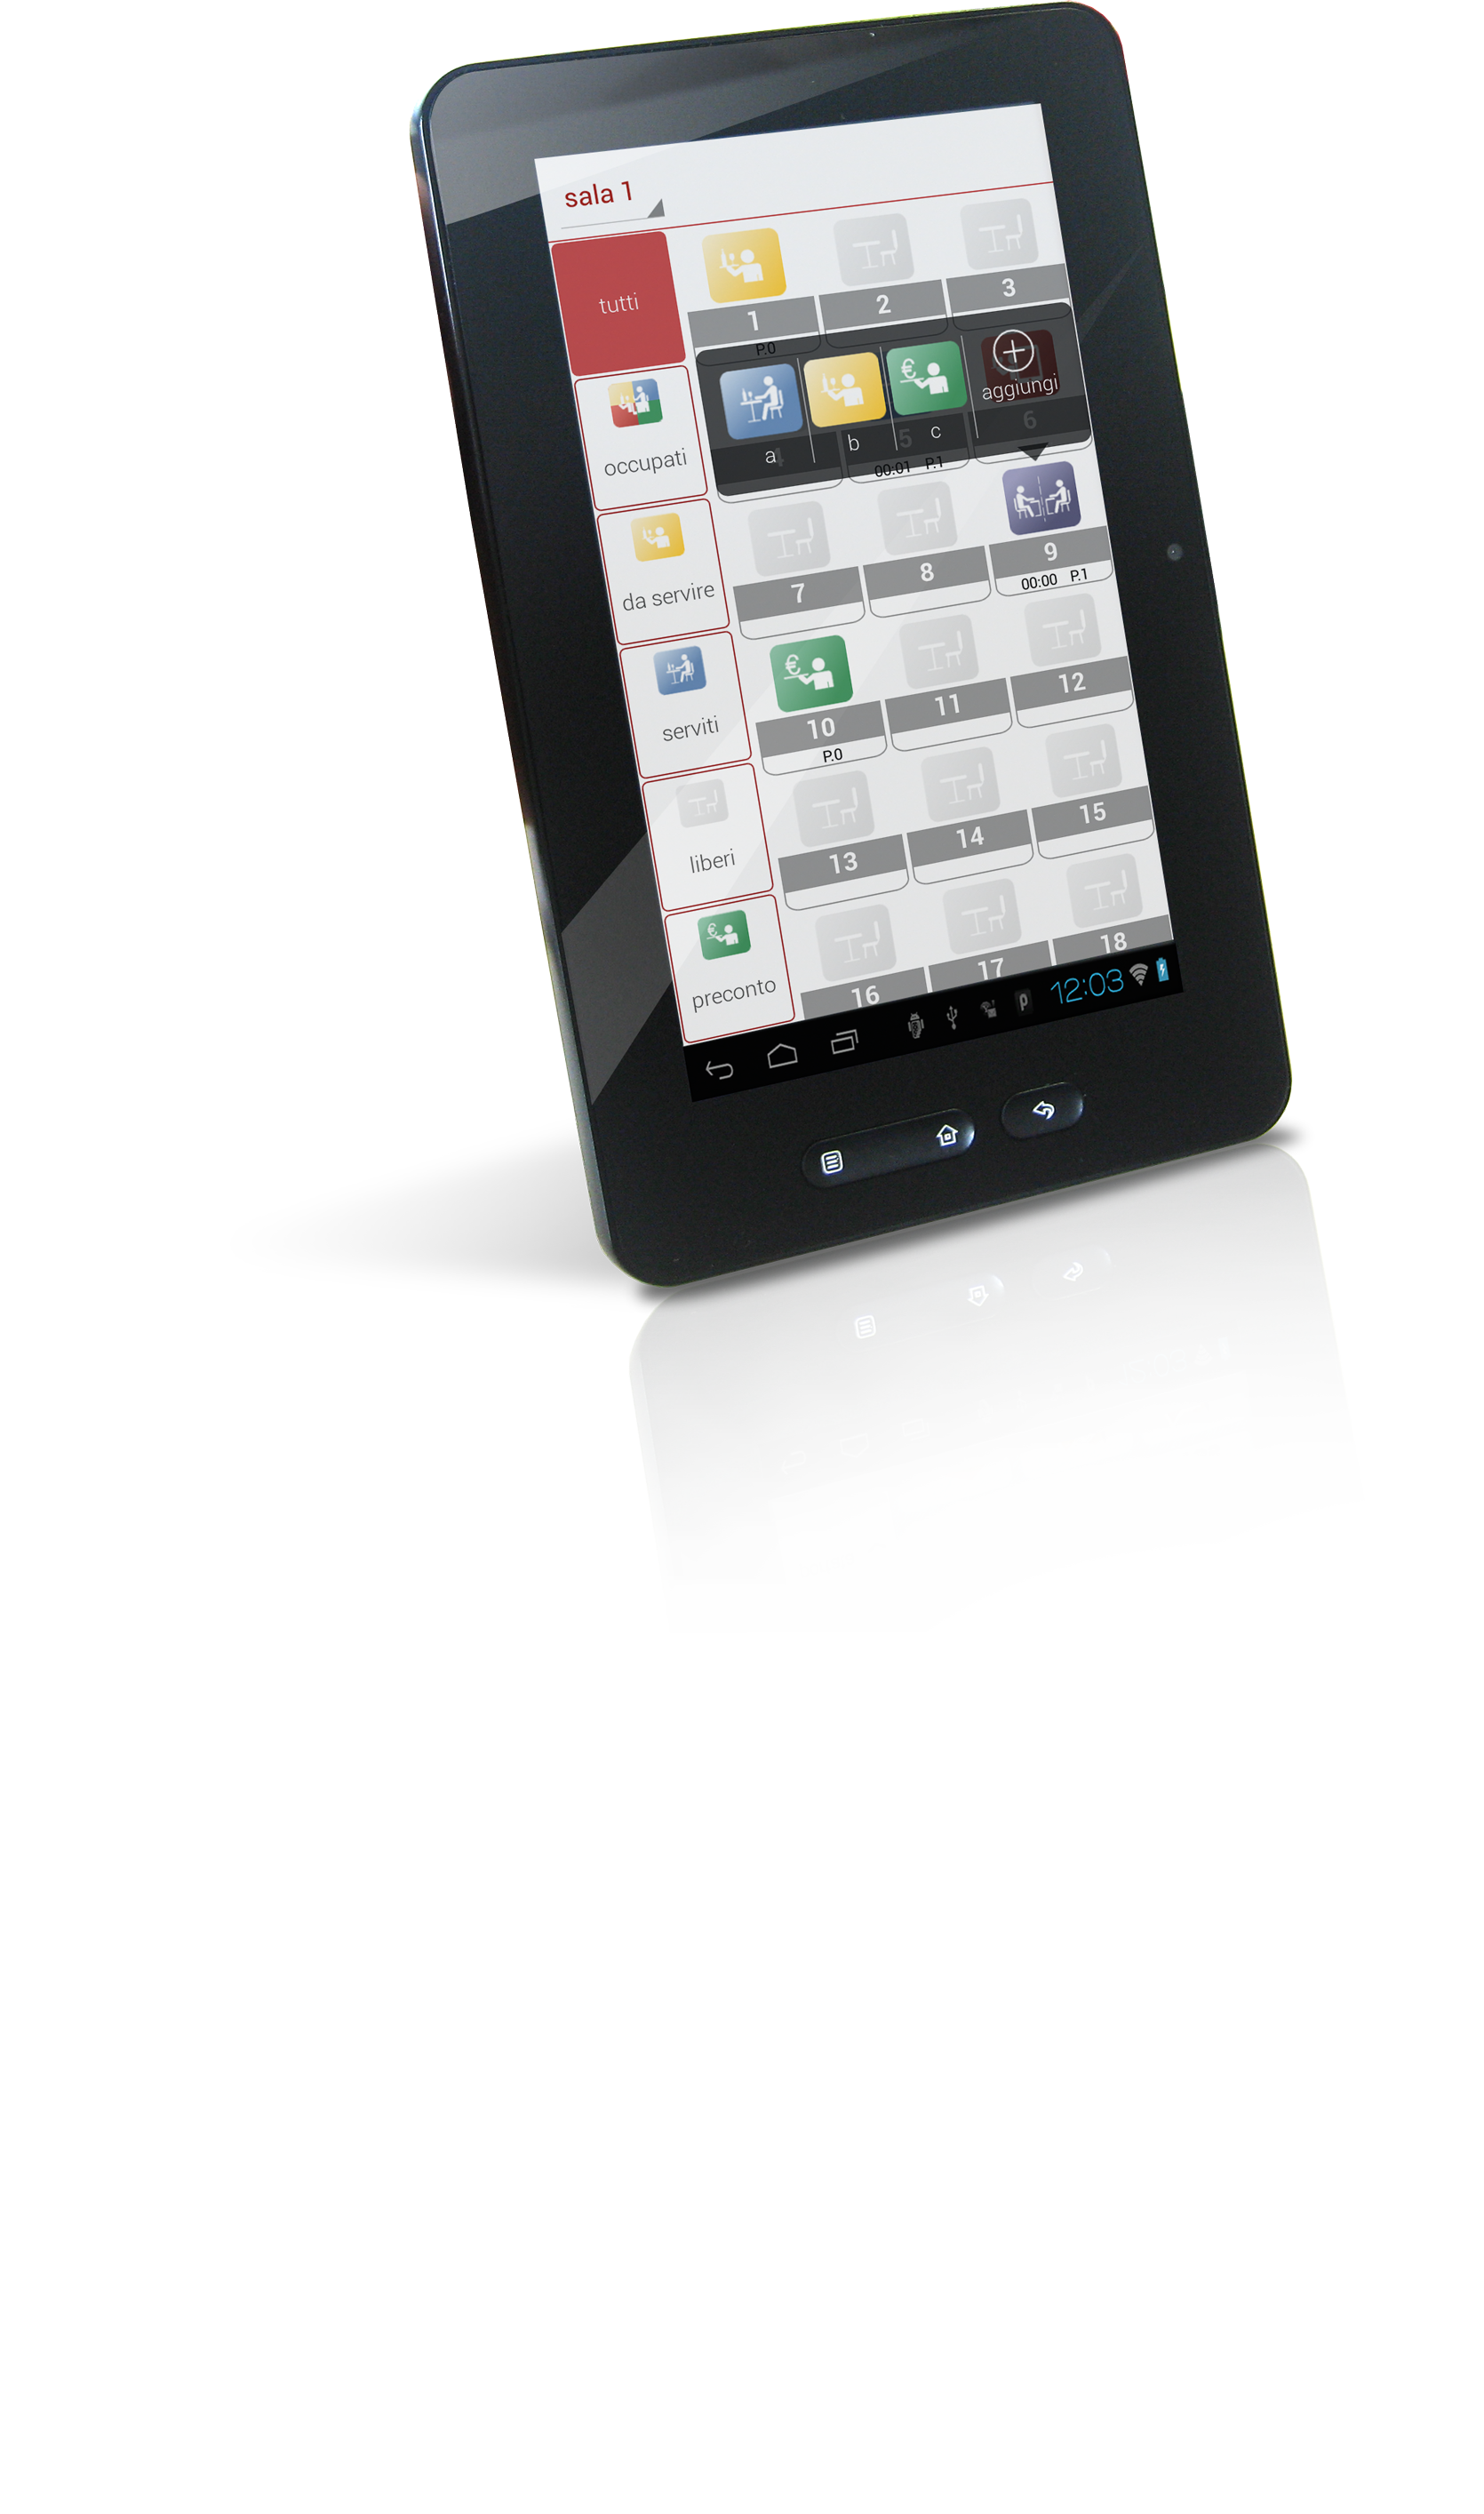 sala 1
tutti
occupati
da servire
serviti
liberi
preconto
1 2 3
P.0
a b c aggiungi
4 5 6
00:01 P.1
7 8 9
00:00 P.1
10 11 12
P.0
13 14 15
16 17 18
12:03